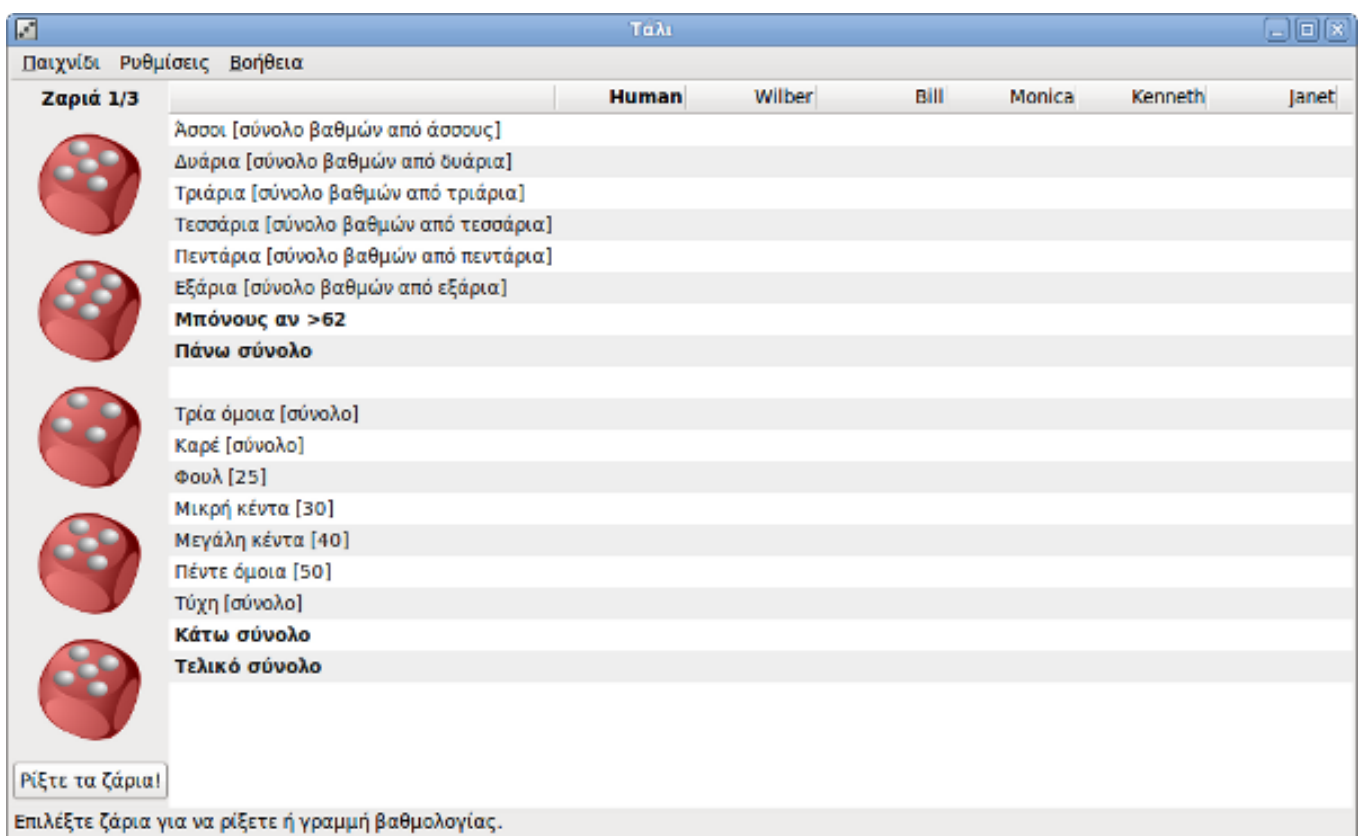 Τάλι
Παιχνίδι Ρυθμίσεις Βοήθεια
Ζαριά 1/3 Human Wilber Bill Monica Kenneth Janet
Άσσοι [σύνολο βαθμών από άσσους]
Δυάρια [σύνολο βαθμών από δυάρια]
Τριάρια [σύνολο βαθμών από τριάρια]
Τεσσάρια [σύνολο βαθμών από τεσσάρια]
Πεντάρια [σύνολο βαθμών από πεντάρια]
Εξάρια [σύνολο βαθμών από εξάρια]
Μπόνους αν >62
Πάνω σύνολο
Τρία όμοια [σύνολο]
Καρέ [σύνολο]
Φουλ [25]
Μικρή κέντα [30]
Μεγάλη κέντα [40]
Πέντε όμοια [50]
Τύχη [σύνολο]
Κάτω σύνολο
Τελικό σύνολο
Ρίξτε τα ζάρια!
Επιλέξτε ζάρια για να ρίξετε ή γραμμή βαθμολογίας.